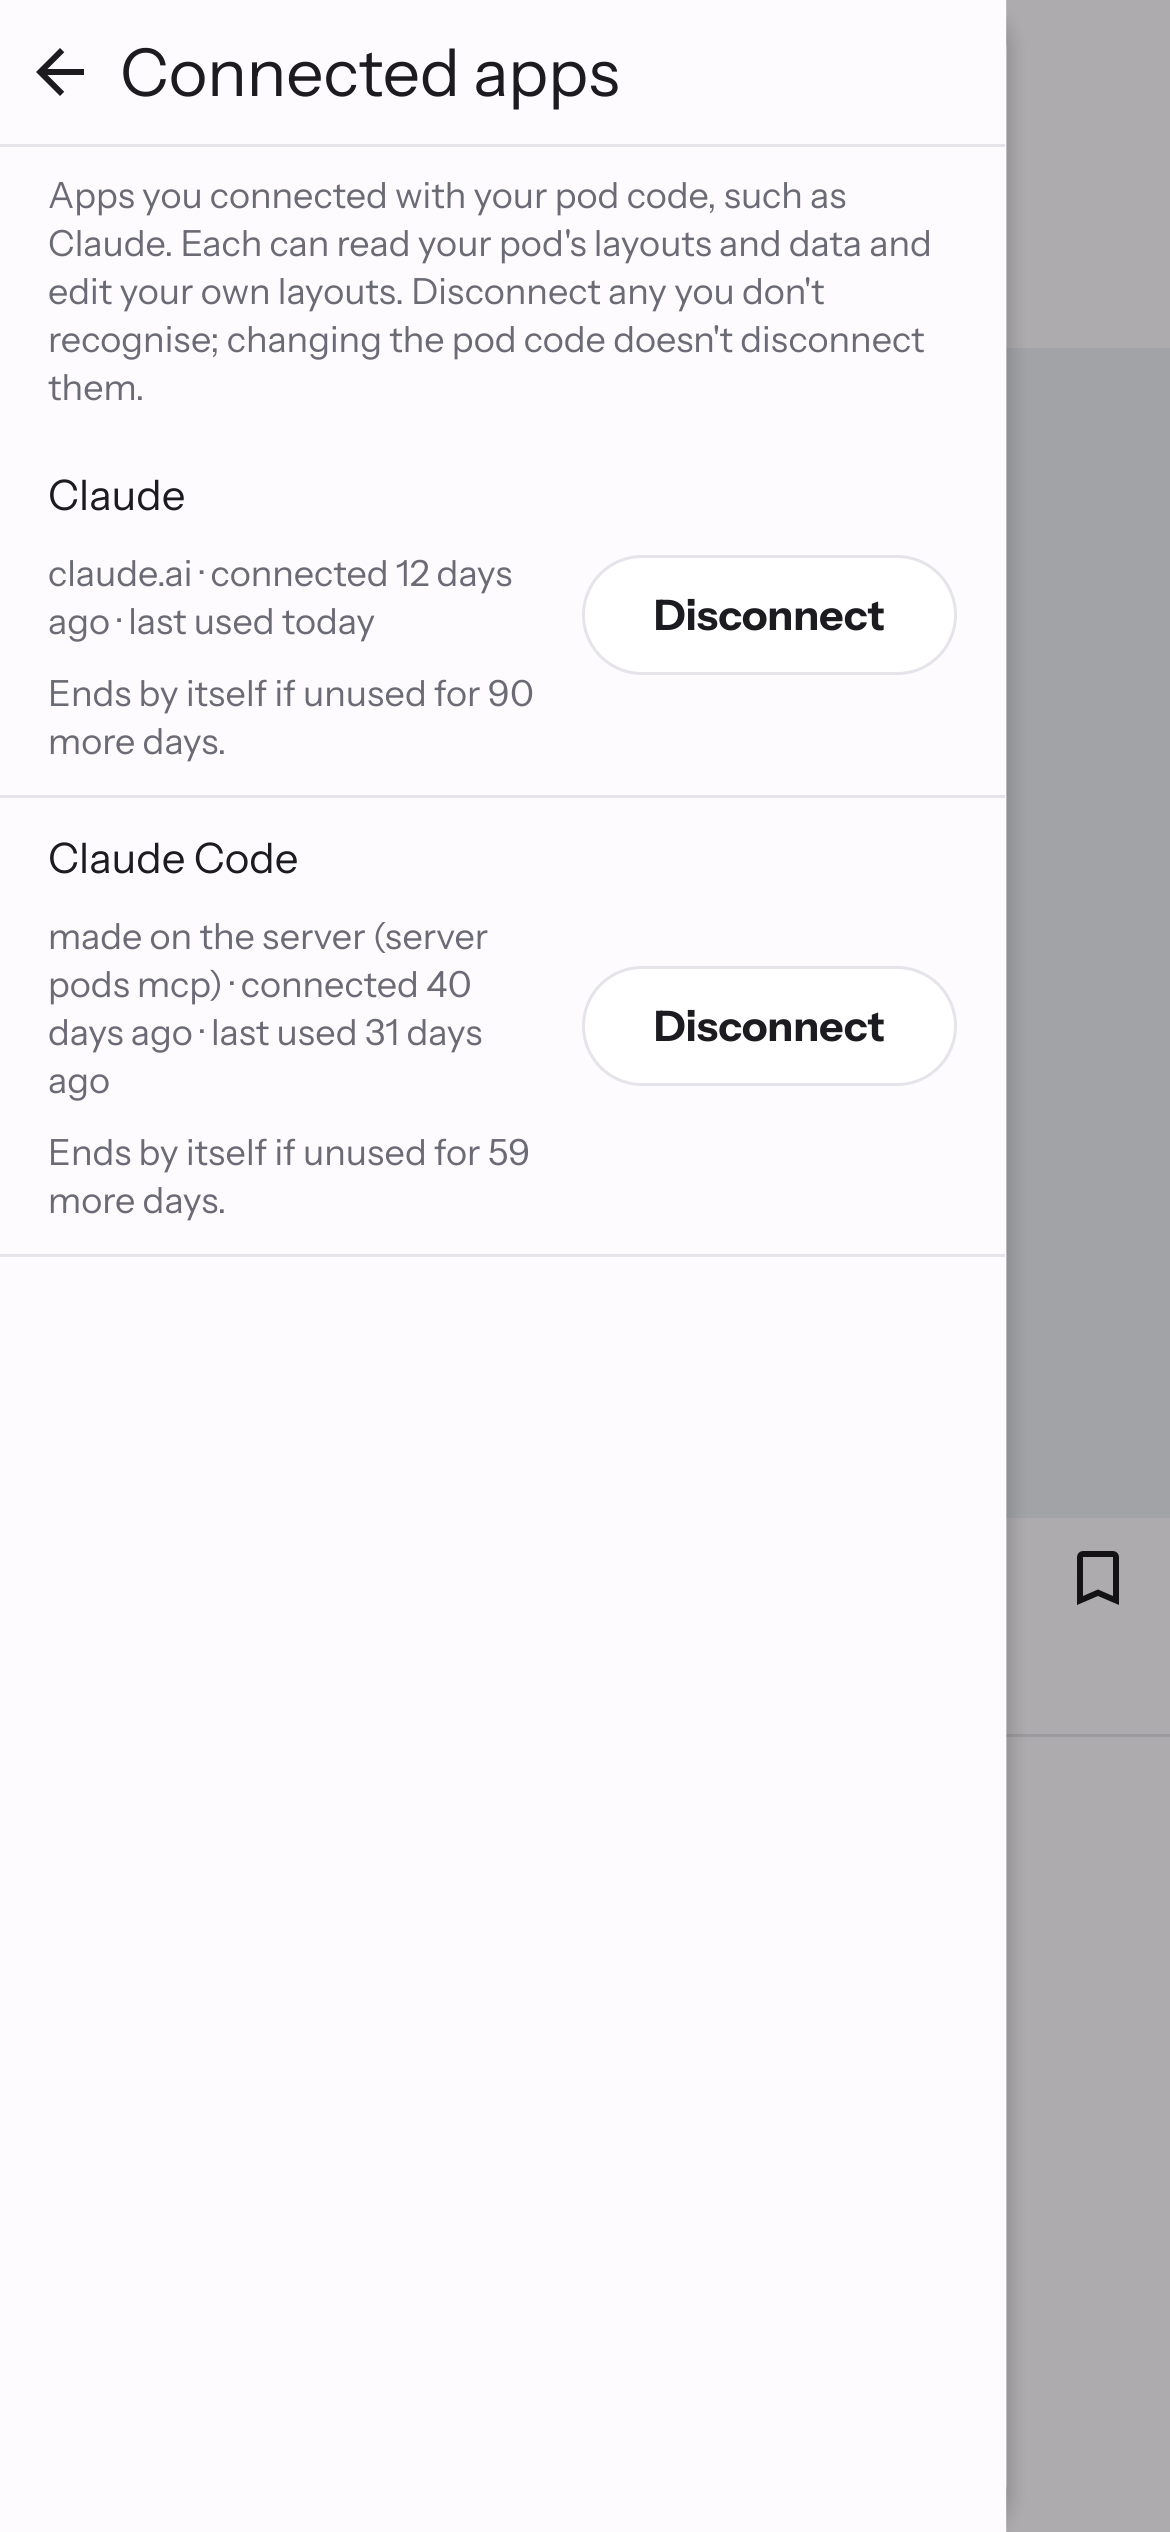 Connected apps
Apps you connected with your pod code, such as
Claude. Each can read your pod's layouts and data and
edit your own layouts. Disconnect any you don't
recognise; changing the pod code doesn't disconnect
them.
Claude
claude.ai · connected 12 days
ago · last used today
Disconnect
Ends by itself if unused for 90
more days.
Claude Code
made on the server (server
pods mcp) · connected 40
days ago · last used 31 days
ago
Disconnect
Ends by itself if unused for 59
more days.